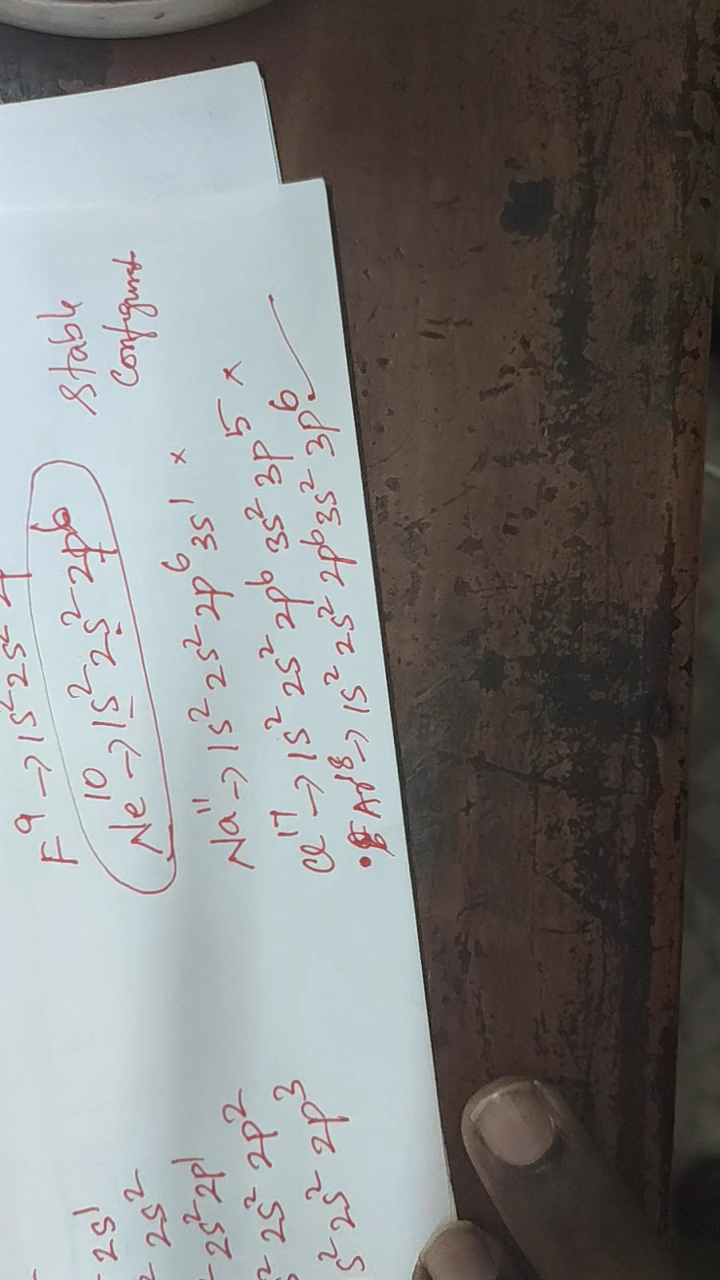 F⁹ → 1s² 2s²
Ne¹⁰ → 1s² 2s² 2p⁶
Stable
Na¹¹ → 1s² 2s² 2p⁶ 3s¹ ×
Cl¹⁷ → 1s² 2s² 2p⁶ 3s² 3p⁵ ×
Ar¹⁸ → 1s² 2s² 2p⁶ 3s² 3p⁶ ✓
2s¹
2s²
2s² 2p¹
2s² 2p²
s² 2s² 2p³